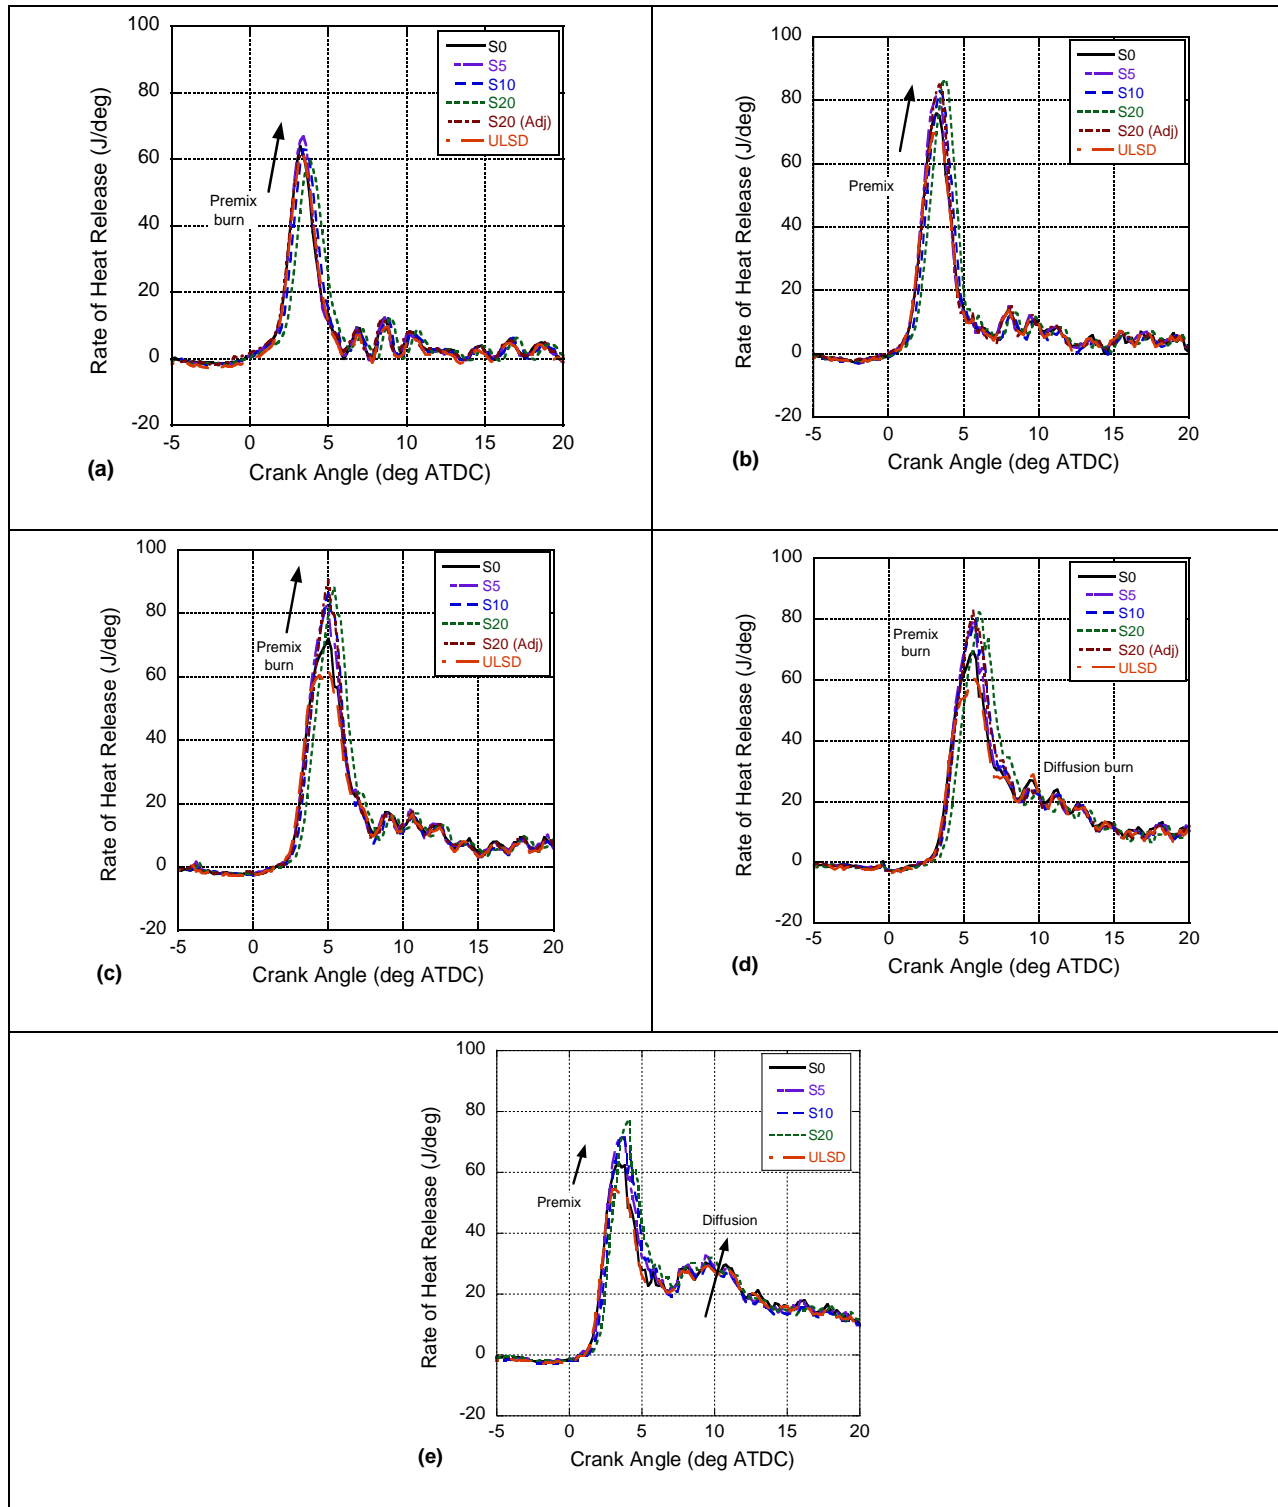 100
80
60
40
20
0
-20
Rate of Heat Release (J/deg)
S0
S5
S10
S20
S20 (Adj)
ULSD
Premix
burn
-5 0 5 10 15 20
Crank Angle (deg ATDC)
(a)
100
80
60
40
20
0
-20
Rate of Heat Release (J/deg)
S0
S5
S10
S20
S20 (Adj)
ULSD
Premix
-5 0 5 10 15 20
Crank Angle (deg ATDC)
(b)
100
80
60
40
20
0
-20
Rate of Heat Release (J/deg)
S0
S5
S10
S20
S20 (Adj)
ULSD
Premix
burn
-5 0 5 10 15 20
Crank Angle (deg ATDC)
(c)
100
80
60
40
20
0
-20
Rate of Heat Release (J/deg)
S0
S5
S10
S20
S20 (Adj)
ULSD
Premix
burn
Diffusion burn
-5 0 5 10 15 20
Crank Angle (deg ATDC)
(d)
100
80
60
40
20
0
-20
Rate of Heat Release (J/deg)
S0
S5
S10
S20
ULSD
Premix
Diffusion
-5 0 5 10 15 20
Crank Angle (deg ATDC)
(e)